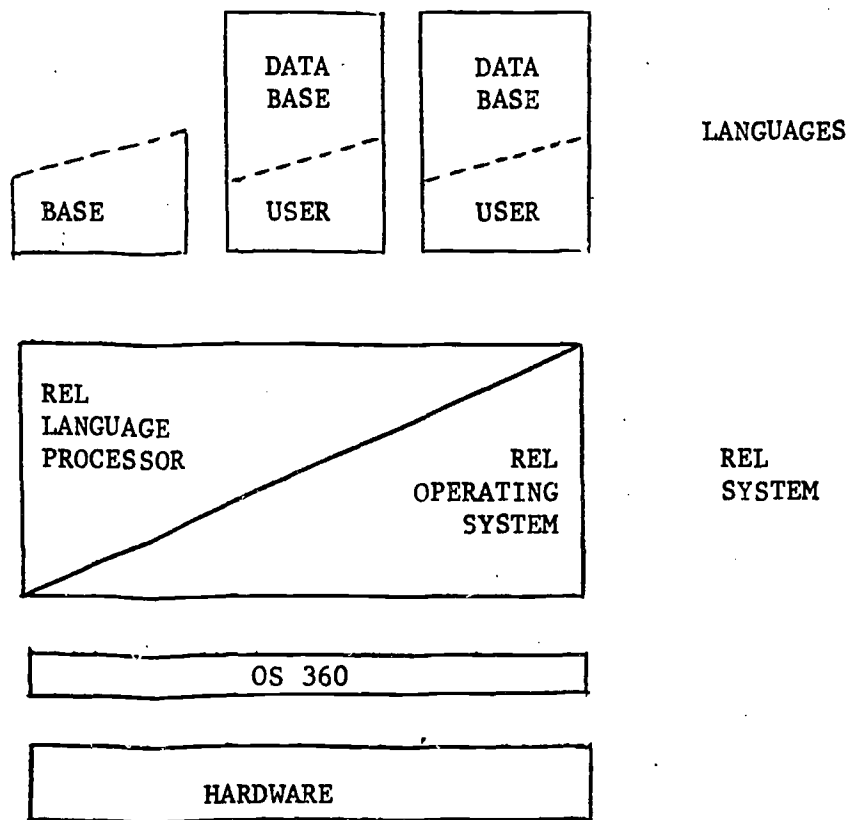 DATA
BASE
DATA
BASE
LANGUAGES
BASE
USER
USER
REL
LANGUAGE
PROCESSOR
REL
OPERATING
SYSTEM
REL
SYSTEM
OS 360
HARDWARE